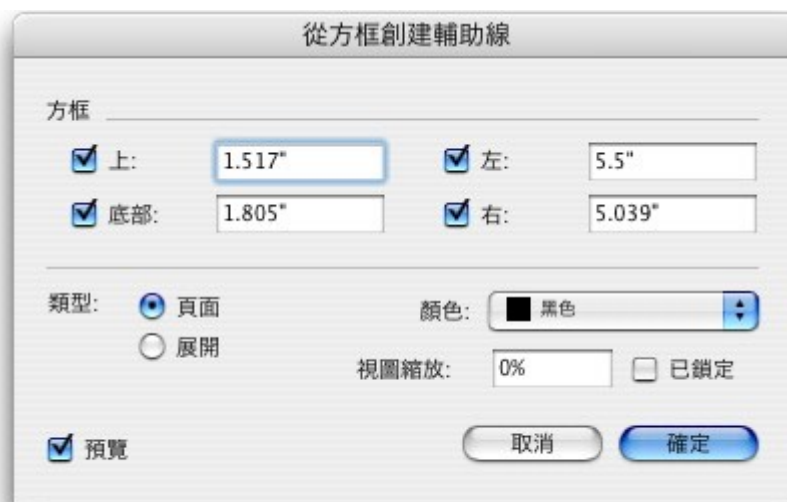 從方框創建輔助線
方框
上: 1.517" 左: 5.5"
底部: 1.805" 右: 5.039"
類型: 頁面 顏色: 黑色
展開
視圖縮放: 0% 已鎖定
預覽 取消 確定